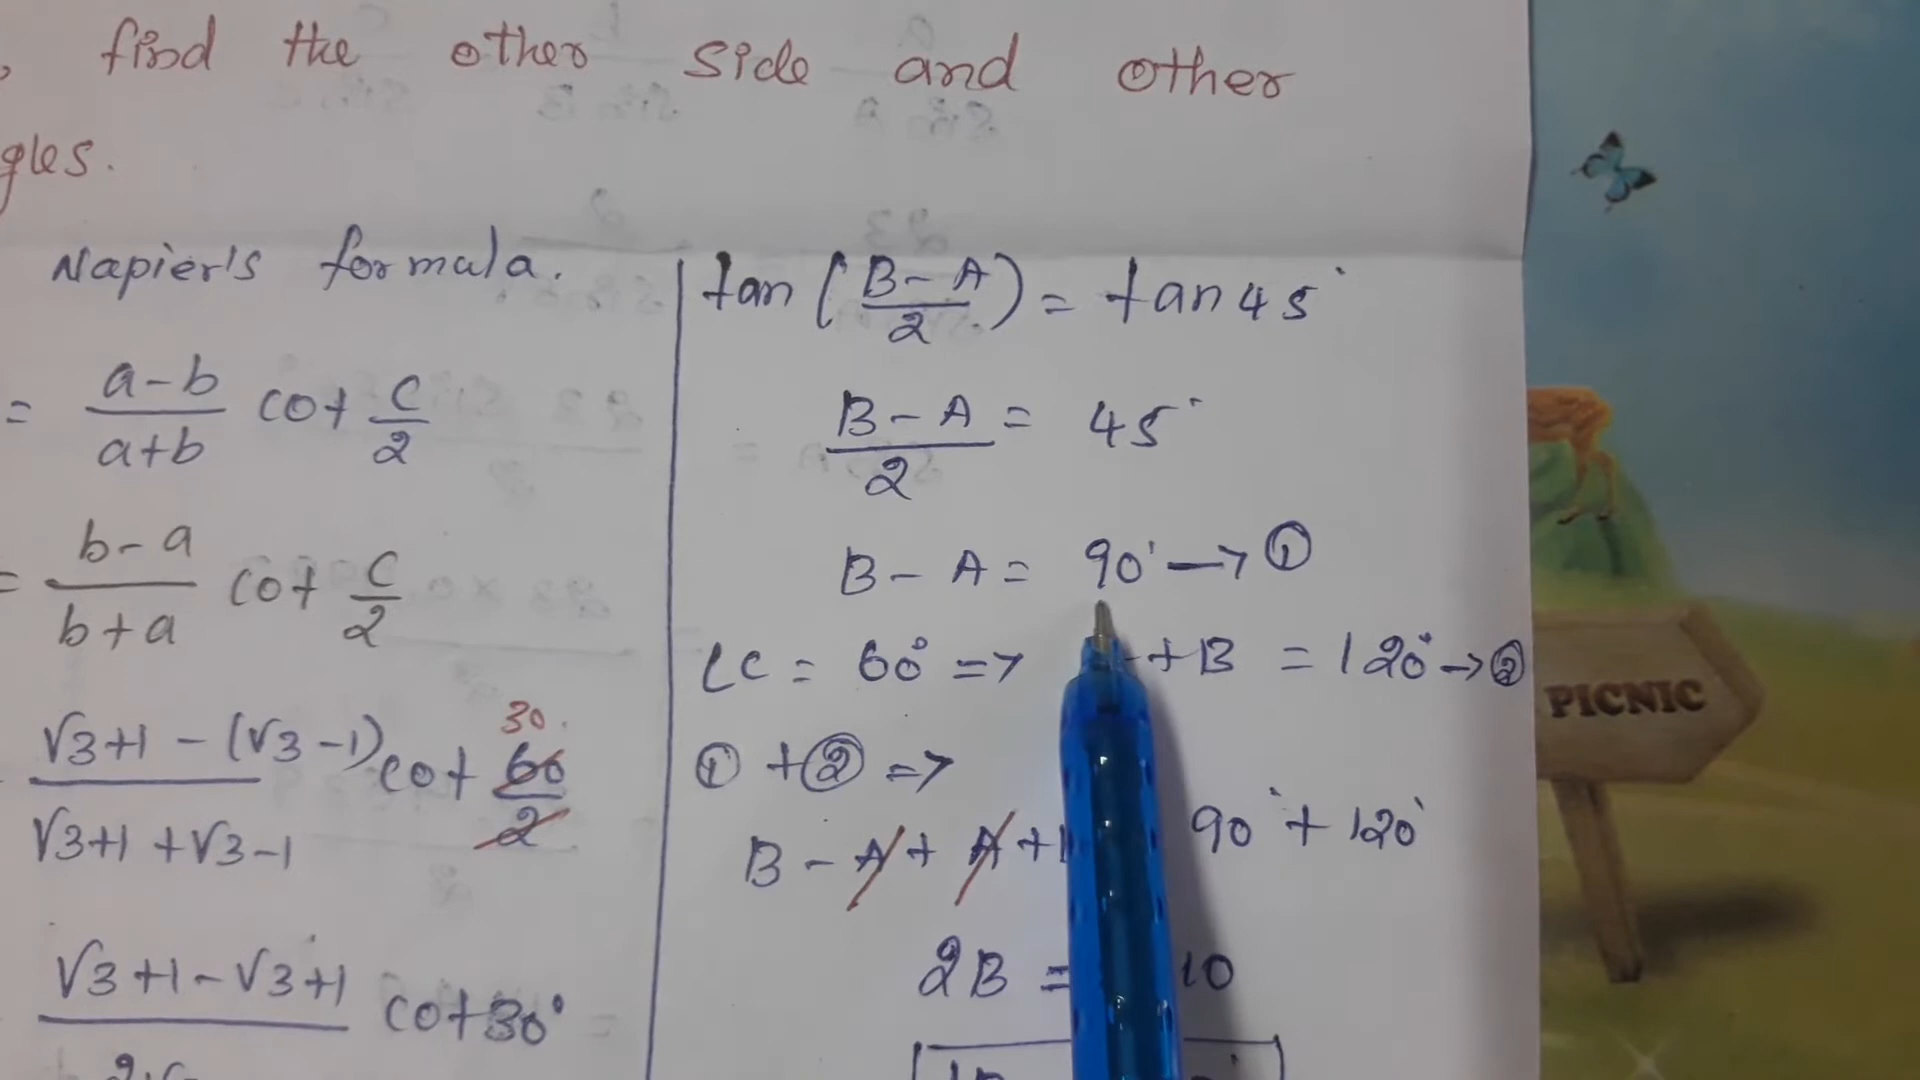 find the other side and other
gles.
Napier's formula.
= a-b/a+b cot C/2
= b-a/b+a cot C/2
√3+1-(√3-1)/√3+1+√3-1 cot 60/2 30.
√3+1-√3+1 cot 30°
tan (B-A/2) = tan 45°
B-A/2 = 45°
B-A = 90° → ①
∠C = 60° => +B = 120° → ②
① + ② =>
B - A + A + 90° + 120°
2B = 10
PICNIC